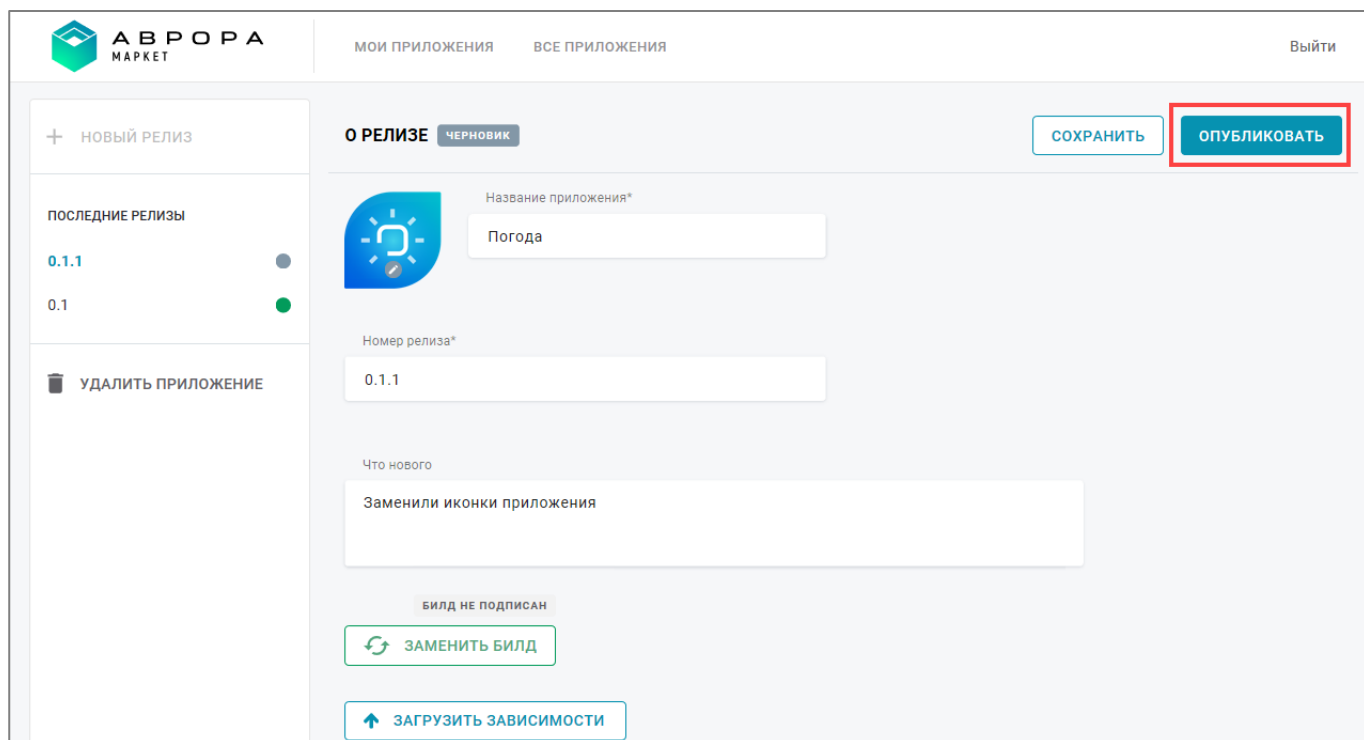 АВРОРА
МАРКЕТ
МОИ ПРИЛОЖЕНИЯ
ВСЕ ПРИЛОЖЕНИЯ
Выйти
НОВЫЙ РЕЛИЗ
ПОСЛЕДНИЕ РЕЛИЗЫ
0.1.1
0.1
УДАЛИТЬ ПРИЛОЖЕНИЕ
О РЕЛИЗЕ
ЧЕРНОВИК
СОХРАНИТЬ
ОПУБЛИКОВАТЬ
Название приложения*
Погода
Номер релиза*
0.1.1
Что нового
Заменили иконки приложения
БИЛД НЕ ПОДПИСАН
ЗАМЕНИТЬ БИЛД
ЗАГРУЗИТЬ ЗАВИСИМОСТИ